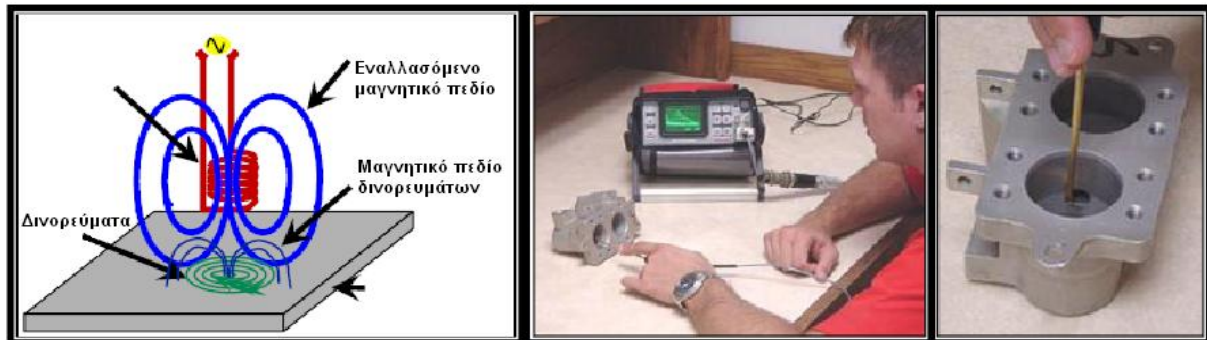 Εναλλασόμενο
μαγνητικό πεδίο
Μαγνητικό πεδίο
δινορευμάτων
Δινορεύματα